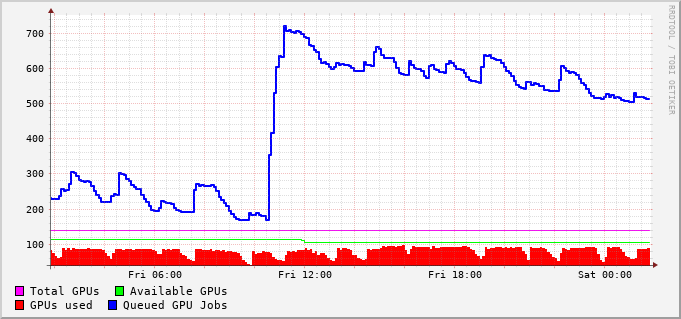 700
600
500
400
300
200
100
Fri 06:00 Fri 12:00 Fri 18:00 Sat 00:00
Total GPUs Available GPUs
GPUs used Queued GPU Jobs
RRDTOOL / TOBI OETIKER